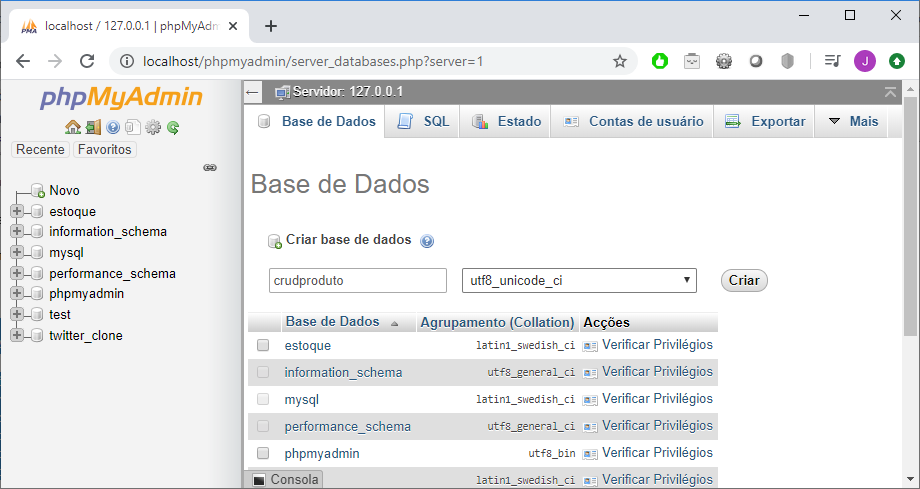 localhost / 127.0.0.1 | phpMyAdm
localhost/phpmyadmin/server_databases.php?server=1
J
phpMyAdmin
Recente Favoritos
Novo
estoque
information_schema
mysql
performance_schema
phpmyadmin
test
twitter_clone
Servidor: 127.0.0.1
Base de Dados SQL Estado Contas de usuário Exportar Mais
Base de Dados
Criar base de dados
crudproduto utf8_unicode_ci Criar
Base de Dados Agrupamento (Collation) Acções
estoque latin1_swedish_ci Verificar Privilégios
information_schema utf8_general_ci Verificar Privilégios
mysql latin1_swedish_ci Verificar Privilégios
performance_schema utf8_general_ci Verificar Privilégios
phpmyadmin utf8_bin Verificar Privilégios
latin1_swedish_ci Verificar Privilégios
Consola